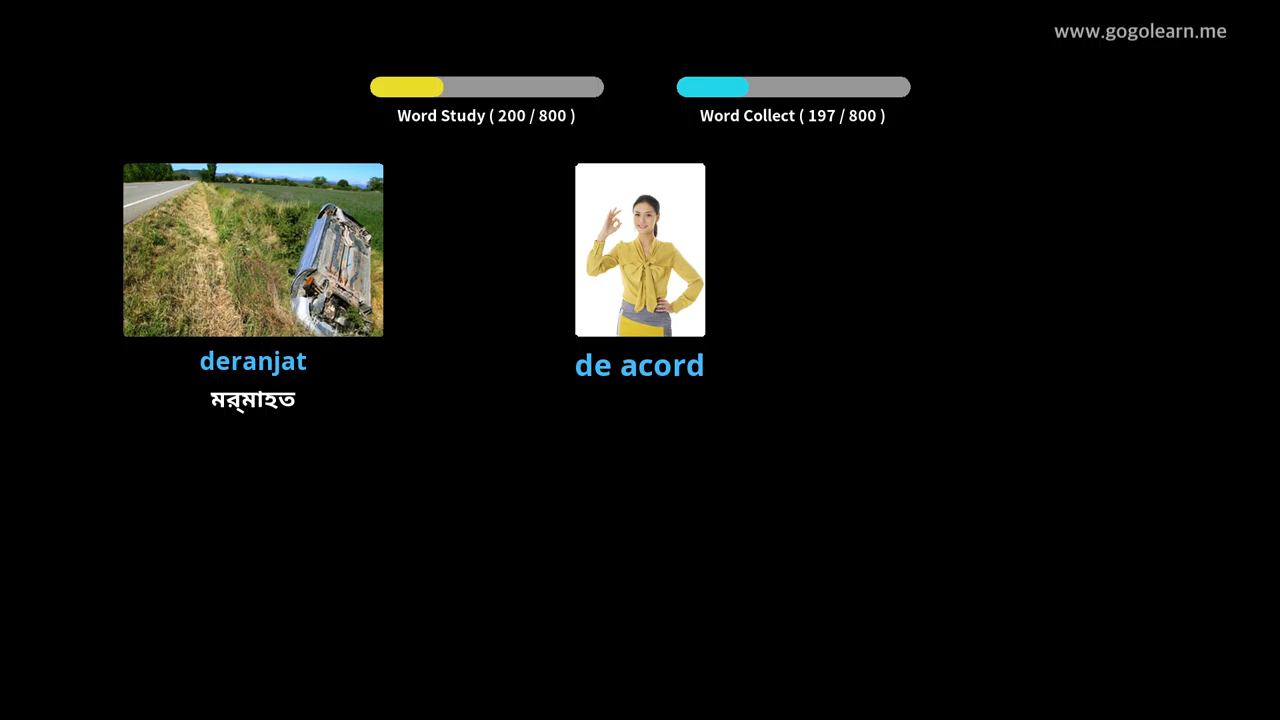 www.gogolearn.me
Word Study ( 200 / 800 )
Word Collect ( 197 / 800 )
deranjat
de acord
মর্মাহত